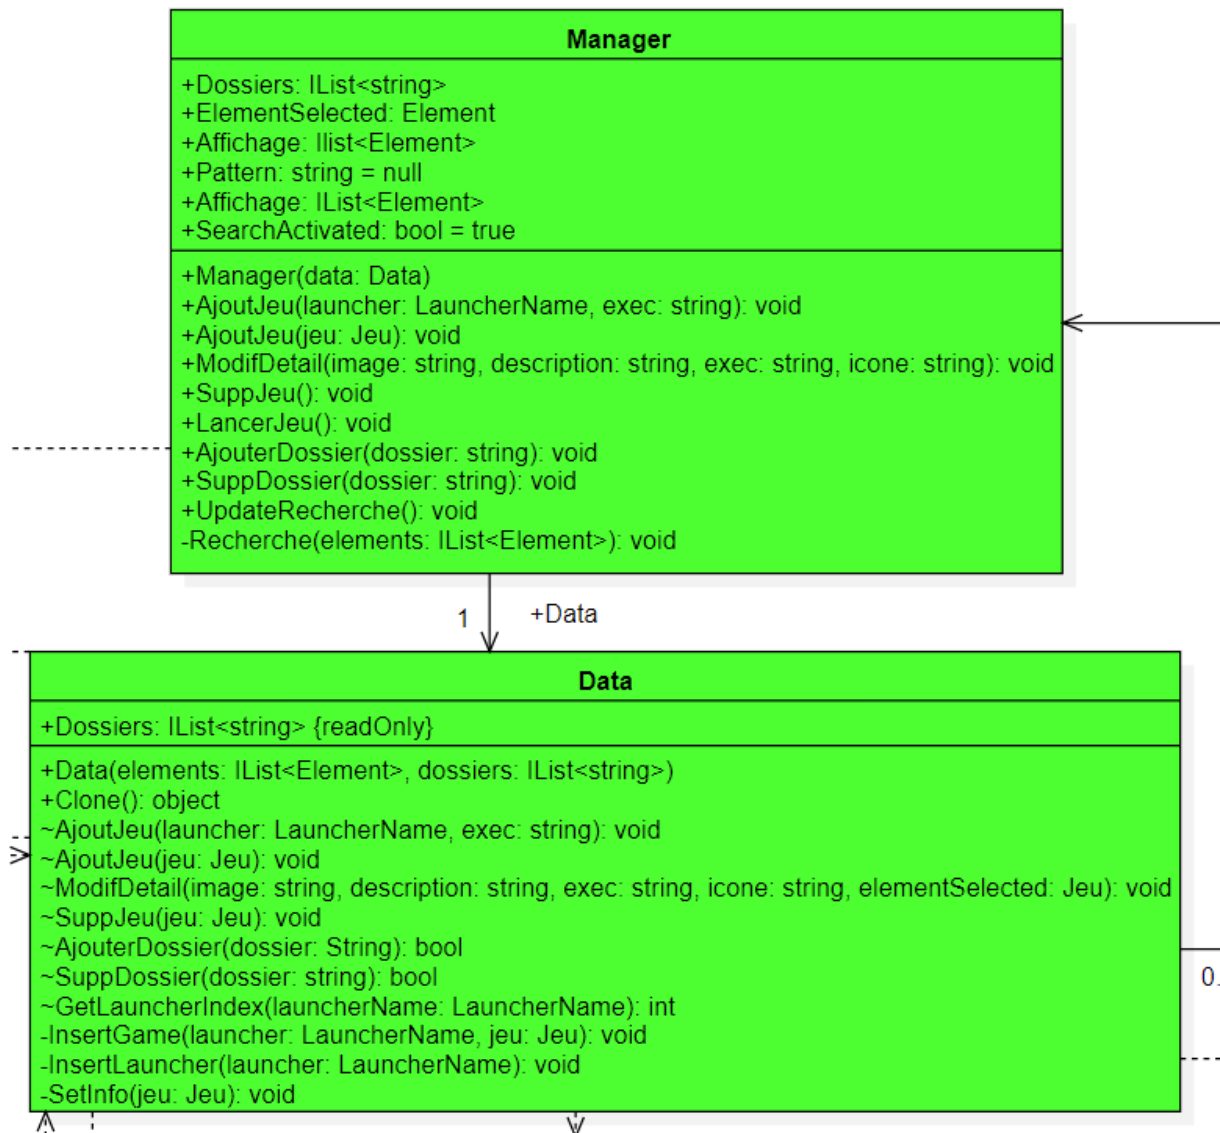 Manager
+Dossiers: IList<string>
+ElementSelected: Element
+Affichage: Ilist<Element>
+Pattern: string = null
+Affichage: IList<Element>
+SearchActivated: bool = true
+Manager(data: Data)
+AjoutJeu(launcher: LauncherName, exec: string): void
+AjoutJeu(jeu: Jeu): void
+ModifDetail(image: string, description: string, exec: string, icone: string): void
+SuppJeu(): void
+LancerJeu(): void
+AjouterDossier(dossier: string): void
+SuppDossier(dossier: string): void
+UpdateRecherche(): void
-Recherche(elements: IList<Element>): void
1 +Data
Data
+Dossiers: IList<string> {readOnly}
+Data(elements: IList<Element>, dossiers: IList<string>)
+Clone(): object
~AjoutJeu(launcher: LauncherName, exec: string): void
~AjoutJeu(jeu: Jeu): void
~ModifDetail(image: string, description: string, exec: string, icone: string, elementSelected: Jeu): void
~SuppJeu(jeu: Jeu): void
~AjouterDossier(dossier: String): bool
~SuppDossier(dossier: string): bool
0.
~GetLauncherIndex(launcherName: LauncherName): int
-InsertGame(launcher: LauncherName, jeu: Jeu): void
-InsertLauncher(launcher: LauncherName): void
-SetInfo(jeu: Jeu): void